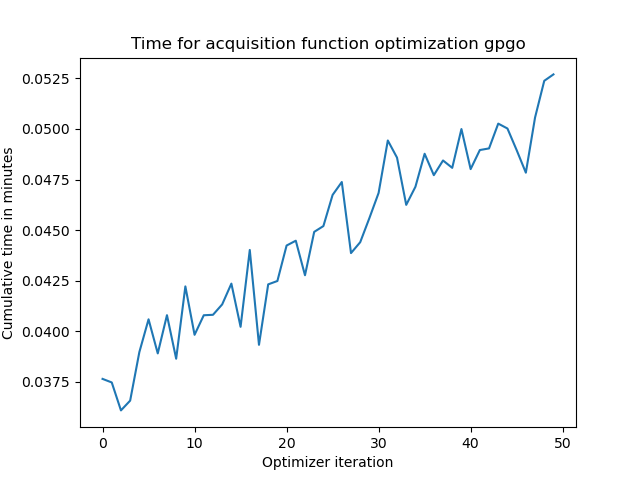 Time for acquisition function optimization gpgo
Cumulative time in minutes
0.0525
0.0500
0.0475
0.0450
0.0425
0.0400
0.0375
0 10 20 30 40 50
Optimizer iteration